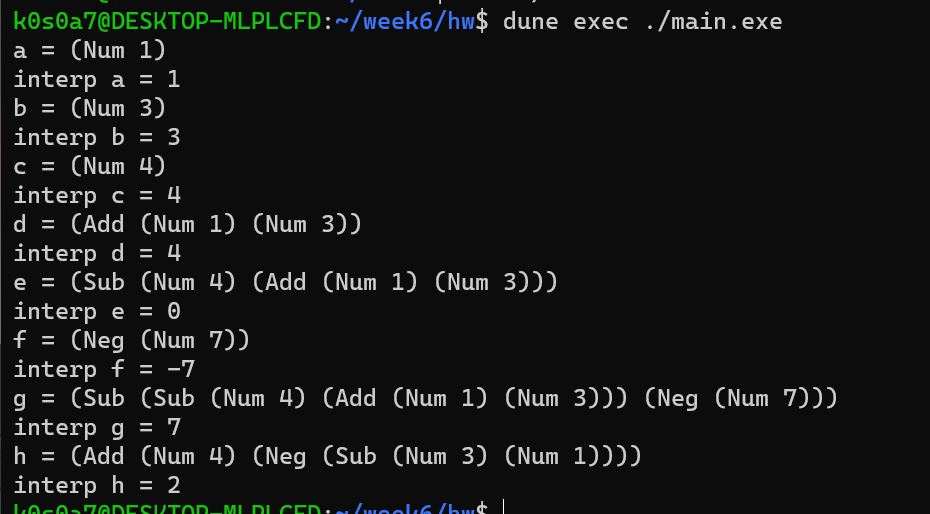 k0s0a7@DESKTOP-MLPLCFD:~/week6/hw$ dune exec ./main.exe
a = (Num 1)
interp a = 1
b = (Num 3)
interp b = 3
c = (Num 4)
interp c = 4
d = (Add (Num 1) (Num 3))
interp d = 4
e = (Sub (Num 4) (Add (Num 1) (Num 3)))
interp e = 0
f = (Neg (Num 7))
interp f = -7
g = (Sub (Sub (Num 4) (Add (Num 1) (Num 3))) (Neg (Num 7)))
interp g = 7
h = (Add (Num 4) (Neg (Sub (Num 3) (Num 1))))
interp h = 2
k0s0a7@DESKTOP-MLPLCFD:~/week6/hw$